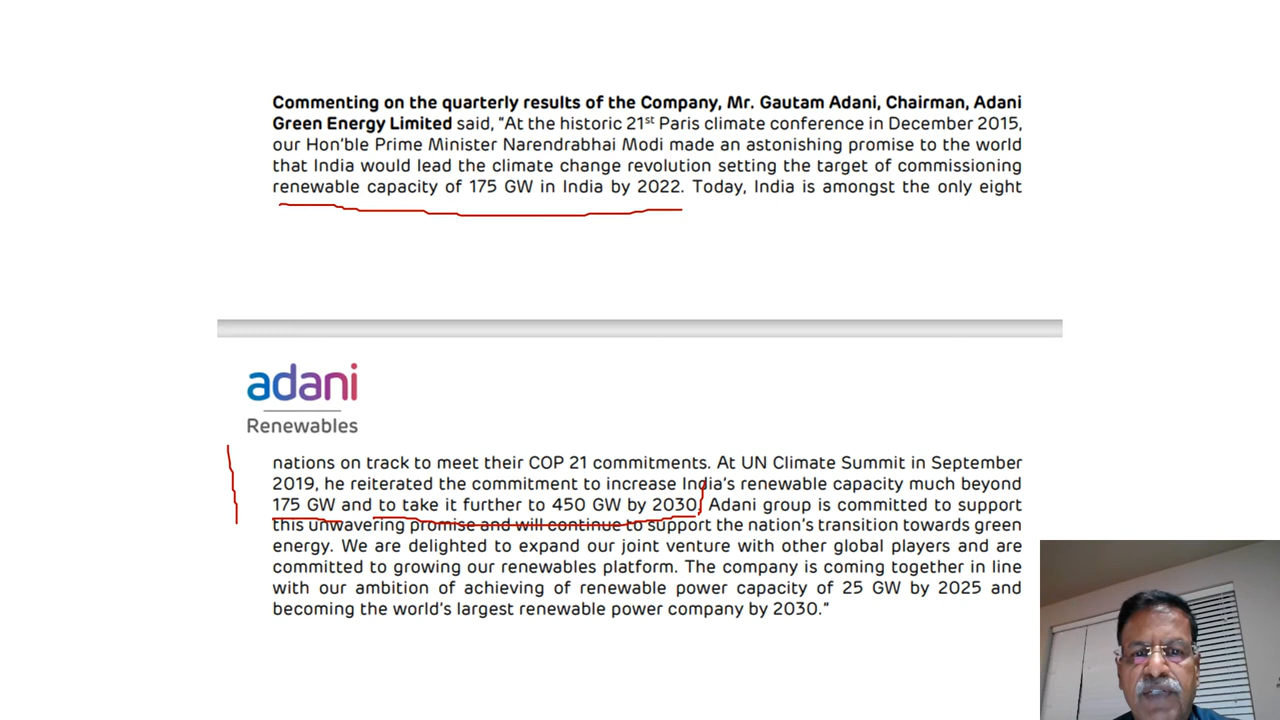 Commenting on the quarterly results of the Company, Mr. Gautam Adani, Chairman, Adani
Green Energy Limited said, “At the historic 21st Paris climate conference in December 2015,
our Hon’ble Prime Minister Narendrabhai Modi made an astonishing promise to the world
that India would lead the climate change revolution setting the target of commissioning
renewable capacity of 175 GW in India by 2022. Today, India is amongst the only eight
adani
Renewables
nations on track to meet their COP 21 commitments. At UN Climate Summit in September
2019, he reiterated the commitment to increase India’s renewable capacity much beyond
175 GW and to take it further to 450 GW by 2030. Adani group is committed to support
this unwavering promise and will continue to support the nation’s transition towards green
energy. We are delighted to expand our joint venture with other global players and are
committed to growing our renewables platform. The company is coming together in line
with our ambition of achieving of renewable power capacity of 25 GW by 2025 and
becoming the world’s largest renewable power company by 2030.”